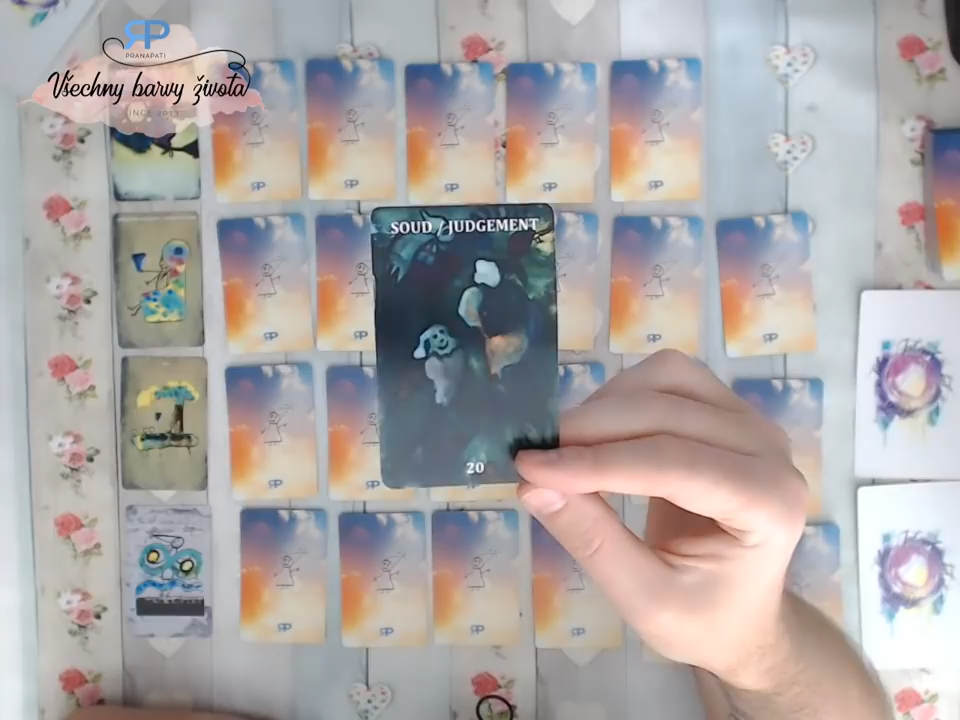 RP
PRANAPATI
Všechny barvy života
SINCE 2013
SOUD / JUDGEMENT
20